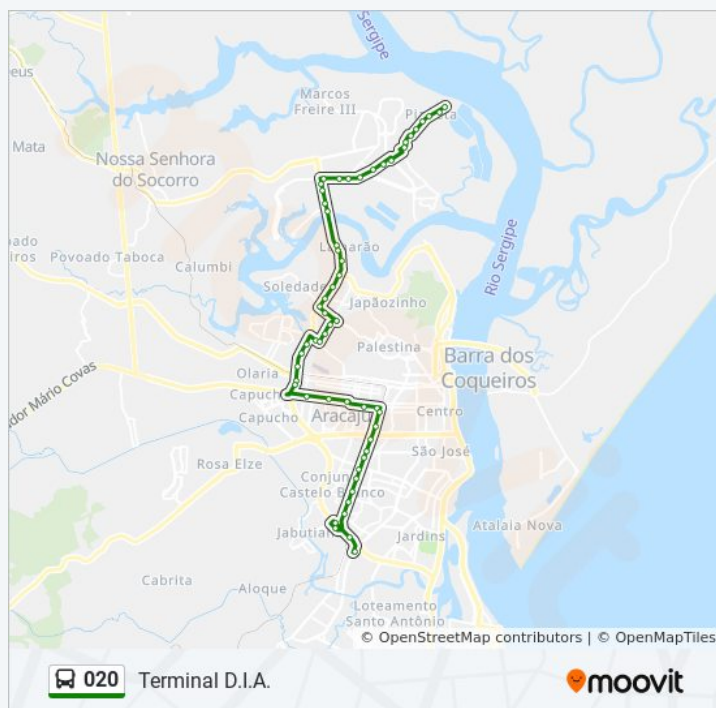 Rio Sergipe
Marcos
Freire III
Mata
Nossa Senhora
do Socorro
Povoado Taboca
Calumbi
Lamarão
Soledade
Japãozinho
Rio Sergipe
Palestina
Barra dos
Coqueiros
Olaria
Capucho
Capucho
Aracaju
Centro
São José
Rosa Elze
Conjunto
Castelo Branco
Atalaia Nova
Jardins
Cabrita
Aloque
Loteamento
Santo Antônio
© OpenStreetMap contributors | © OpenMapTiles
020 Terminal D.I.A.
moovit